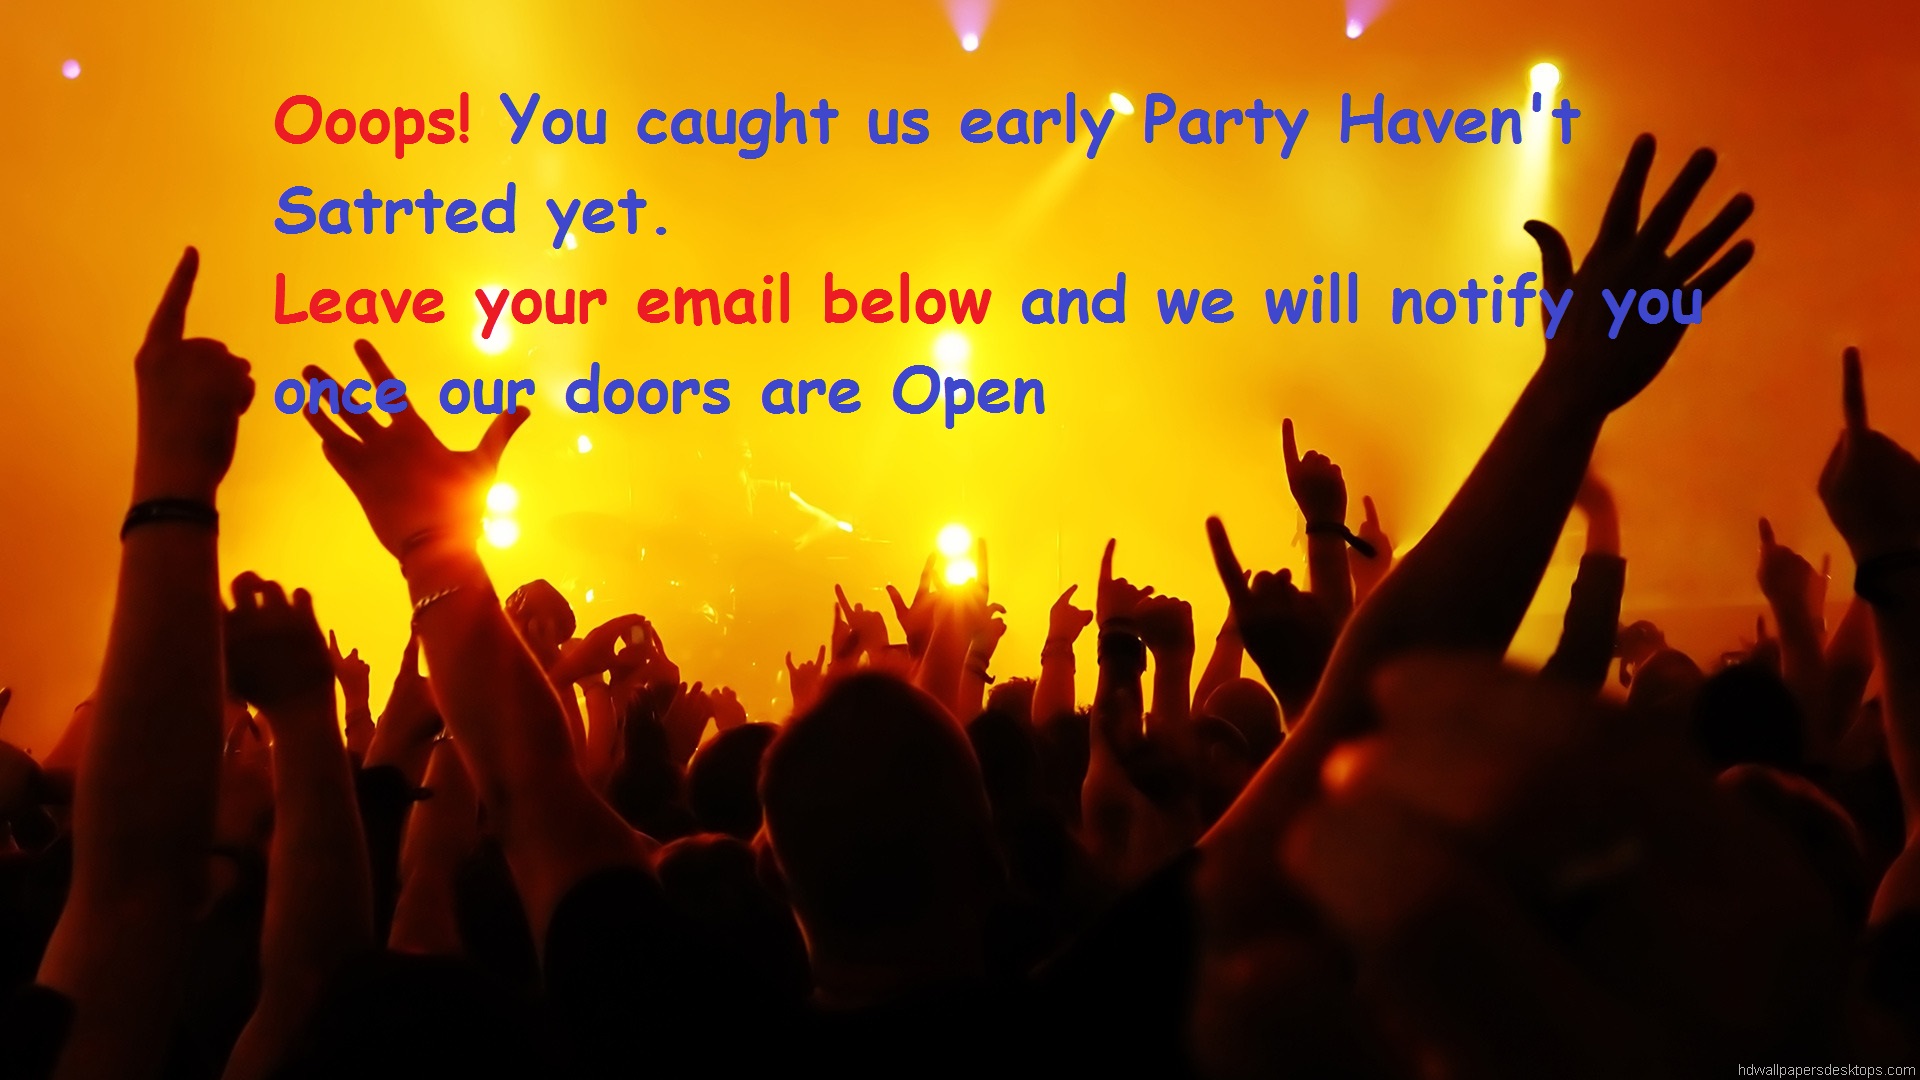 Ooops! You caught us early Party Haven't
Satrted yet.
Leave your email below and we will notify you
once our doors are Open
hdwallpapersdesktops.com